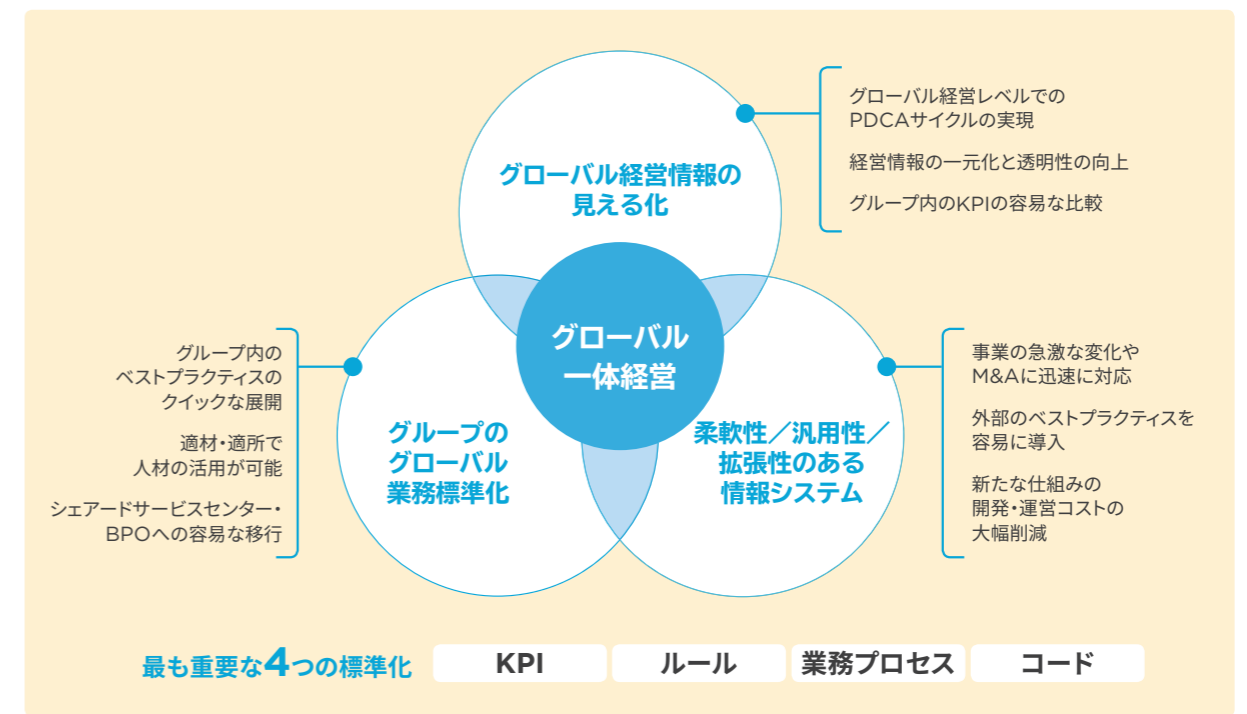 グローバル経営情報の
見える化
グローバル経営レベルでの
PDCAサイクルの実現
経営情報の一元化と透明性の向上
グループ内のKPIの容易な比較
グローバル
一体経営
グループ内の
ベストプラクティスの
クイックな展開
適材・適所で
人材の活用が可能
シェアードサービスセンター・
BPOへの容易な移行
グループの
グローバル
業務標準化
柔軟性／汎用性／
拡張性のある
情報システム
事業の急激な変化や
M&Aに迅速に対応
外部のベストプラクティスを
容易に導入
新たな仕組みの
開発・運営コストの
大幅削減
最も重要な4つの標準化
KPI
ルール
業務プロセス
コード